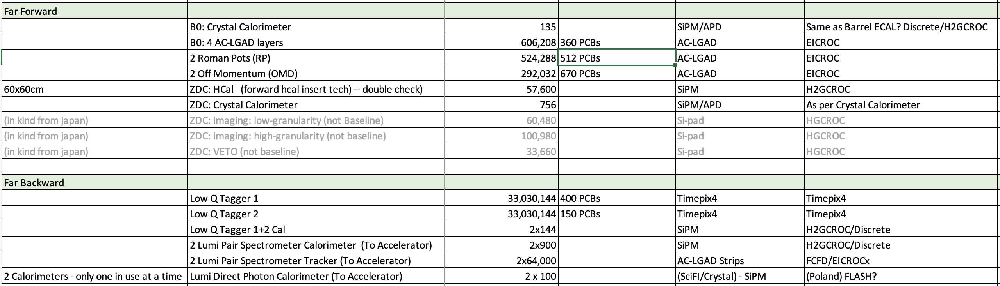 Far Forward
B0: Crystal Calorimeter 135 SiPM/APD Same as Barrel ECAL? Discrete/H2GCROC
B0: 4 AC-LGAD layers 606,208 360 PCBs AC-LGAD EICROC
2 Roman Pots (RP) 524,288 512 PCBs AC-LGAD EICROC
2 Off Momentum (OMD) 292,032 670 PCBs AC-LGAD EICROC
60x60cm ZDC: HCal (forward hcal insert tech) -- double check) 57,600 SiPM H2GCROC
ZDC: Crystal Calorimeter 756 SiPM/APD As per Crystal Calorimeter
(in kind from japan) ZDC: imaging: low-granularity (not Baseline) 60,480 Si-pad HGCROC
(in kind from japan) ZDC: imaging: high-granularity (not baseline) 100,980 Si-pad HGCROC
(in kind from japan) ZDC: VETO (not baseline) 33,660 Si-pad HGCROC
Far Backward
Low Q Tagger 1 33,030,144 400 PCBs Timepix4 Timepix4
Low Q Tagger 2 33,030,144 150 PCBs Timepix4 Timepix4
Low Q Tagger 1+2 Cal 2x144 SiPM H2GCROC/Discrete
2 Lumi Pair Spectrometer Calorimeter (To Accelerator) 2x900 SiPM H2GCROC/Discrete
2 Lumi Pair Spectrometer Tracker (To Accelerator) 2x64,000 AC-LGAD Strips FCFD/EICROCx
2 Calorimeters - only one in use at a time Lumi Direct Photon Calorimeter (To Accelerator) 2 x 100 (SciFI/Crystal) - SiPM (Poland) FLASH?